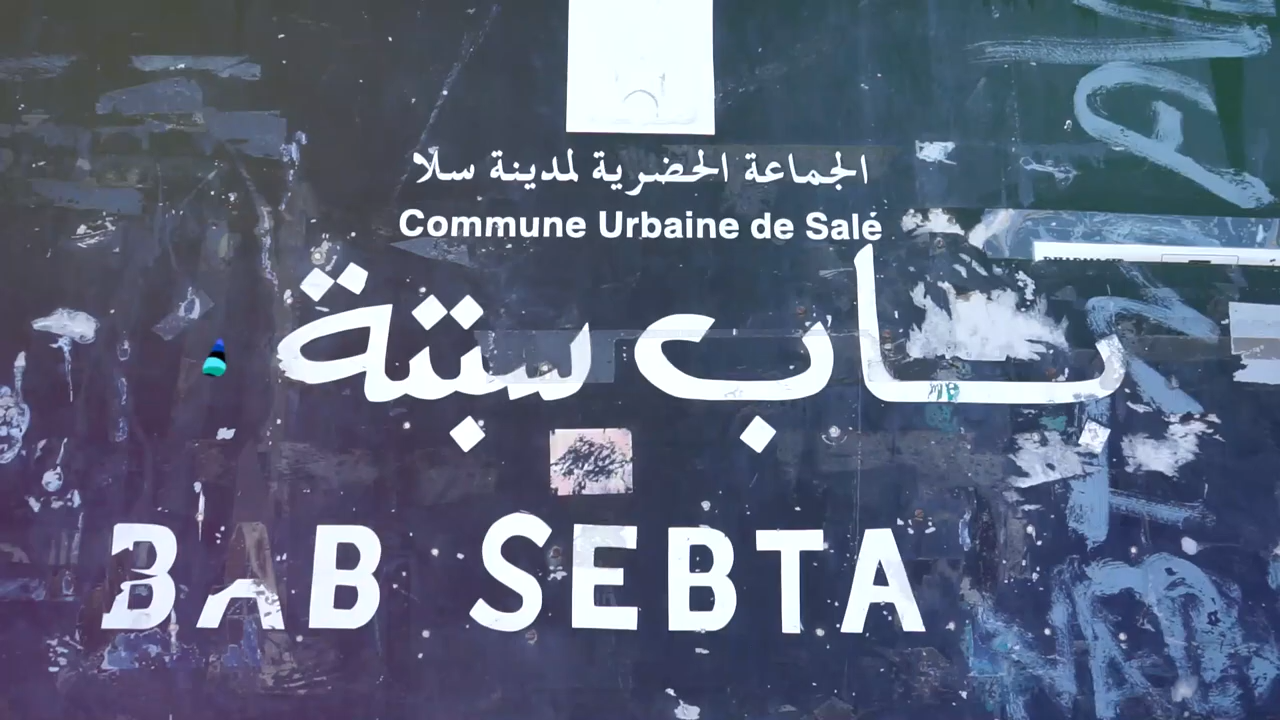 الجماعة الحضرية لمدينة سلا
Commune Urbaine de Salé
باب سبتة
BAB SEBTA